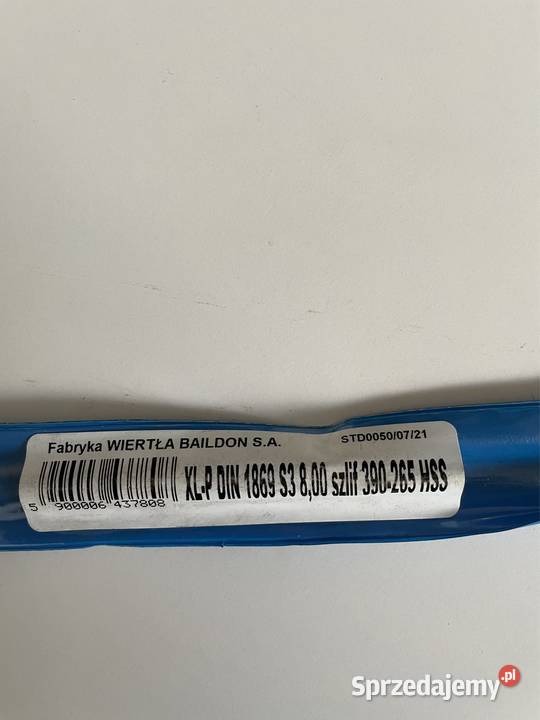 Fabryka WIERTŁA BAILDON S.A.
STD0050/07/21
XL-P DIN 1869 S3 8,00 szlif 390-265 HSS
5 900006 437808
Sprzedajemy.pl